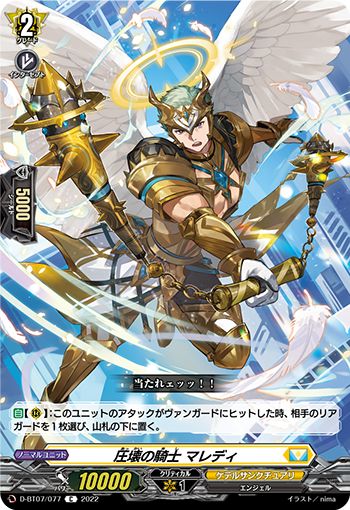 2
グレード
インターセプト
5000
シールド
当たれェッッ！！
【自】【(R)】：このユニットのアタックがヴァンガードにヒットした時、相手のリア
ガードを1枚選び、山札の下に置く。
ノーマルユニット
圧壊の騎士 マレディ
パワー
10000
クリティカル
1
ケテルサンクチュアリ
エンジェル
D-BT07/077 C 2022
イラスト／nima